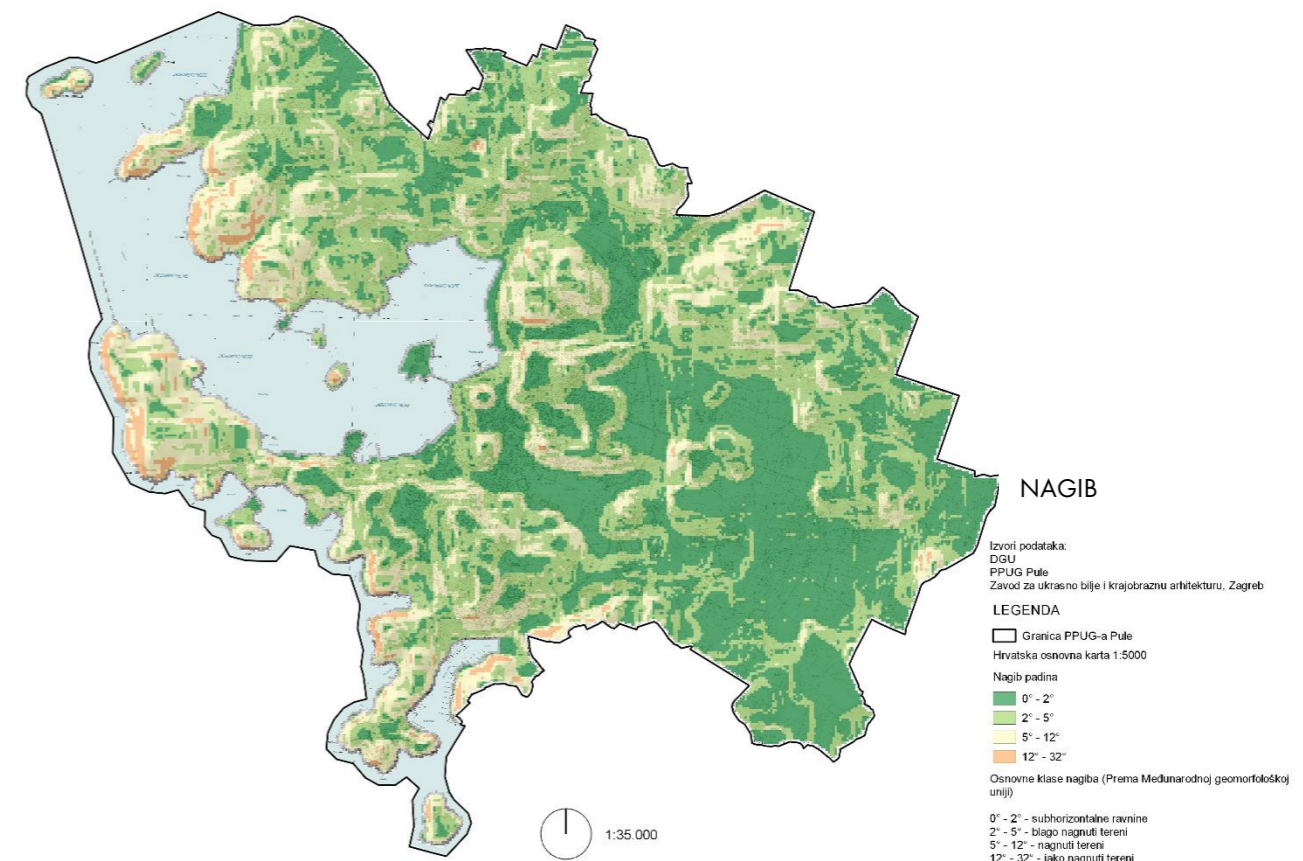 NAGIB
Izvori podataka:
DGU
PPUG Pule
Zavod za ukrasno bilje i krajobraznu arhitekturu, Zagreb
LEGENDA
Granica PPUG-a Pule
Hrvatska osnovna karta 1:5000
Nagib padina
0° - 2°
2° - 5°
5° - 12°
12° - 32°
Osnovne klase nagiba (Prema Međunarodnoj geomorfološkoj
uniji)
0° - 2° - subhorizontalne ravnine
2° - 5° - blago nagnuti tereni
5° - 12° - nagnuti tereni
12° - 32° - jako nagnuti tereni
1:35.000